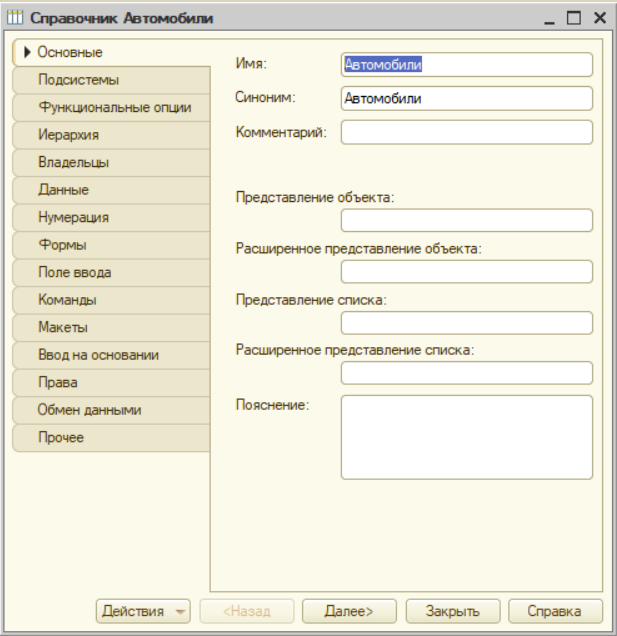 Справочник Автомобили
Основные
Подсистемы
Функциональные опции
Иерархия
Владельцы
Данные
Нумерация
Формы
Поле ввода
Команды
Макеты
Ввод на основании
Права
Обмен данными
Прочее
Имя: Автомобили
Синоним: Автомобили
Комментарий:
Представление объекта:
Расширенное представление объекта:
Представление списка:
Расширенное представление списка:
Пояснение:
Действия <Назад Далее> Закрыть Справка